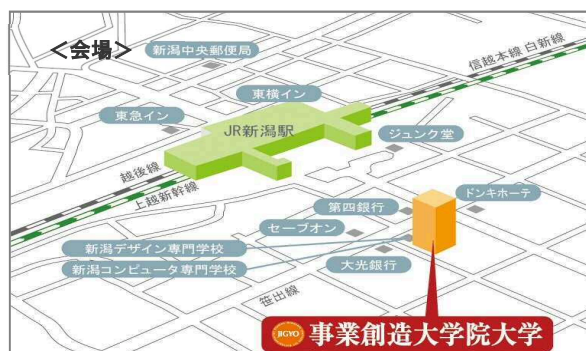 ＜会場＞
新潟中央郵便局
信越本線 白新線
東横イン
東急イン
JR新潟駅
ジュンク堂
越後線
上越新幹線
ドンキホーテ
第四銀行
セーブオン
新潟デザイン専門学校
新潟コンピュータ専門学校
大光銀行
笹出線
JIGYO 事業創造大学院大学